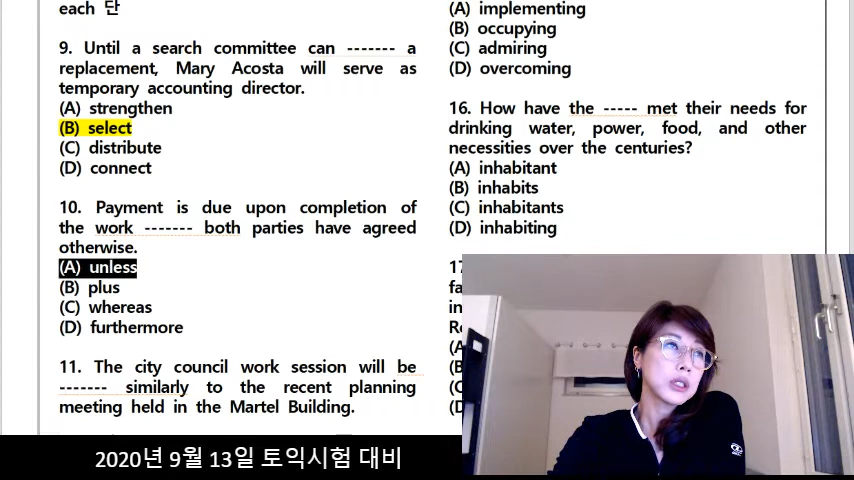 each 단
9. Until a search committee can ------- a
replacement, Mary Acosta will serve as
temporary accounting director.
(A) strengthen
(B) select
(C) distribute
(D) connect
10. Payment is due upon completion of
the work ------- both parties have agreed
otherwise.
(A) unless
(B) plus
(C) whereas
(D) furthermore
11. The city council work session will be
------- similarly to the recent planning
meeting held in the Martel Building.
(A) implementing
(B) occupying
(C) admiring
(D) overcoming
16. How have the ----- met their needs for
drinking water, power, food, and other
necessities over the centuries?
(A) inhabitant
(B) inhabits
(C) inhabitants
(D) inhabiting
2020년 9월 13일 토익시험 대비